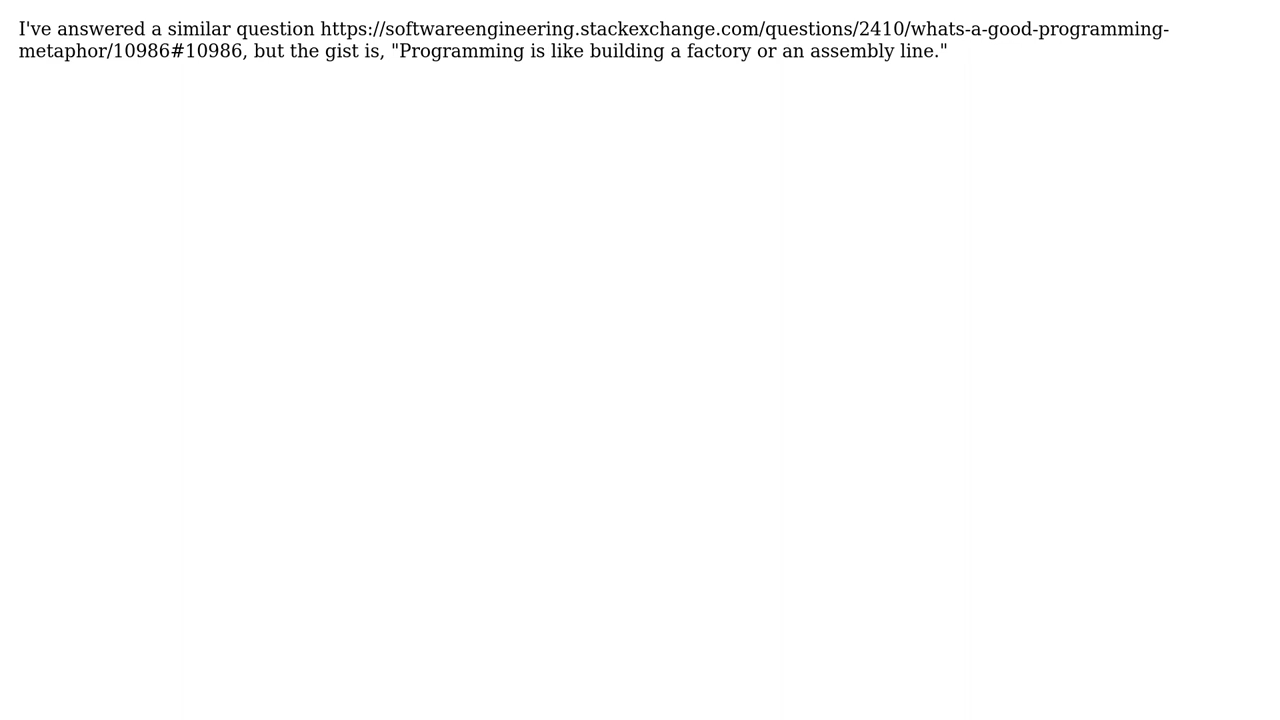 I've answered a similar question https://softwareengineering.stackexchange.com/questions/2410/whats-a-good-programming-
metaphor/10986#10986, but the gist is, "Programming is like building a factory or an assembly line."